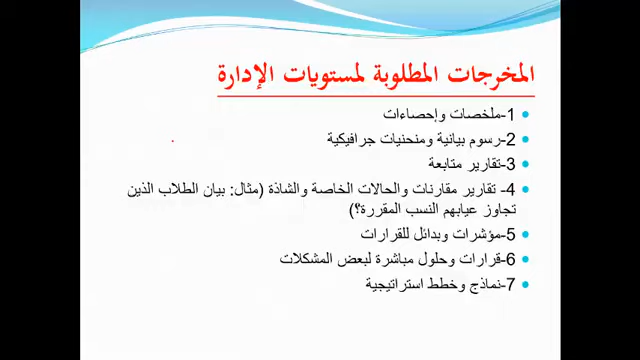 المخرجات المطلوبة لمستويات الإدارة
1-ملخصات وإحصاءات
2-رسوم بيانية ومنحنيات جرافيكية
3-تقارير متابعة
4- تقارير مقارنات والحالات الخاصة والشاذة (مثال: بيان الطلاب الذين
تجاوز عيابهم النسب المقررة؟)
5-مؤشرات وبدائل للقرارات
6-قرارات وحلول مباشرة لبعض المشكلات
7-نماذج وخطط استراتيجية